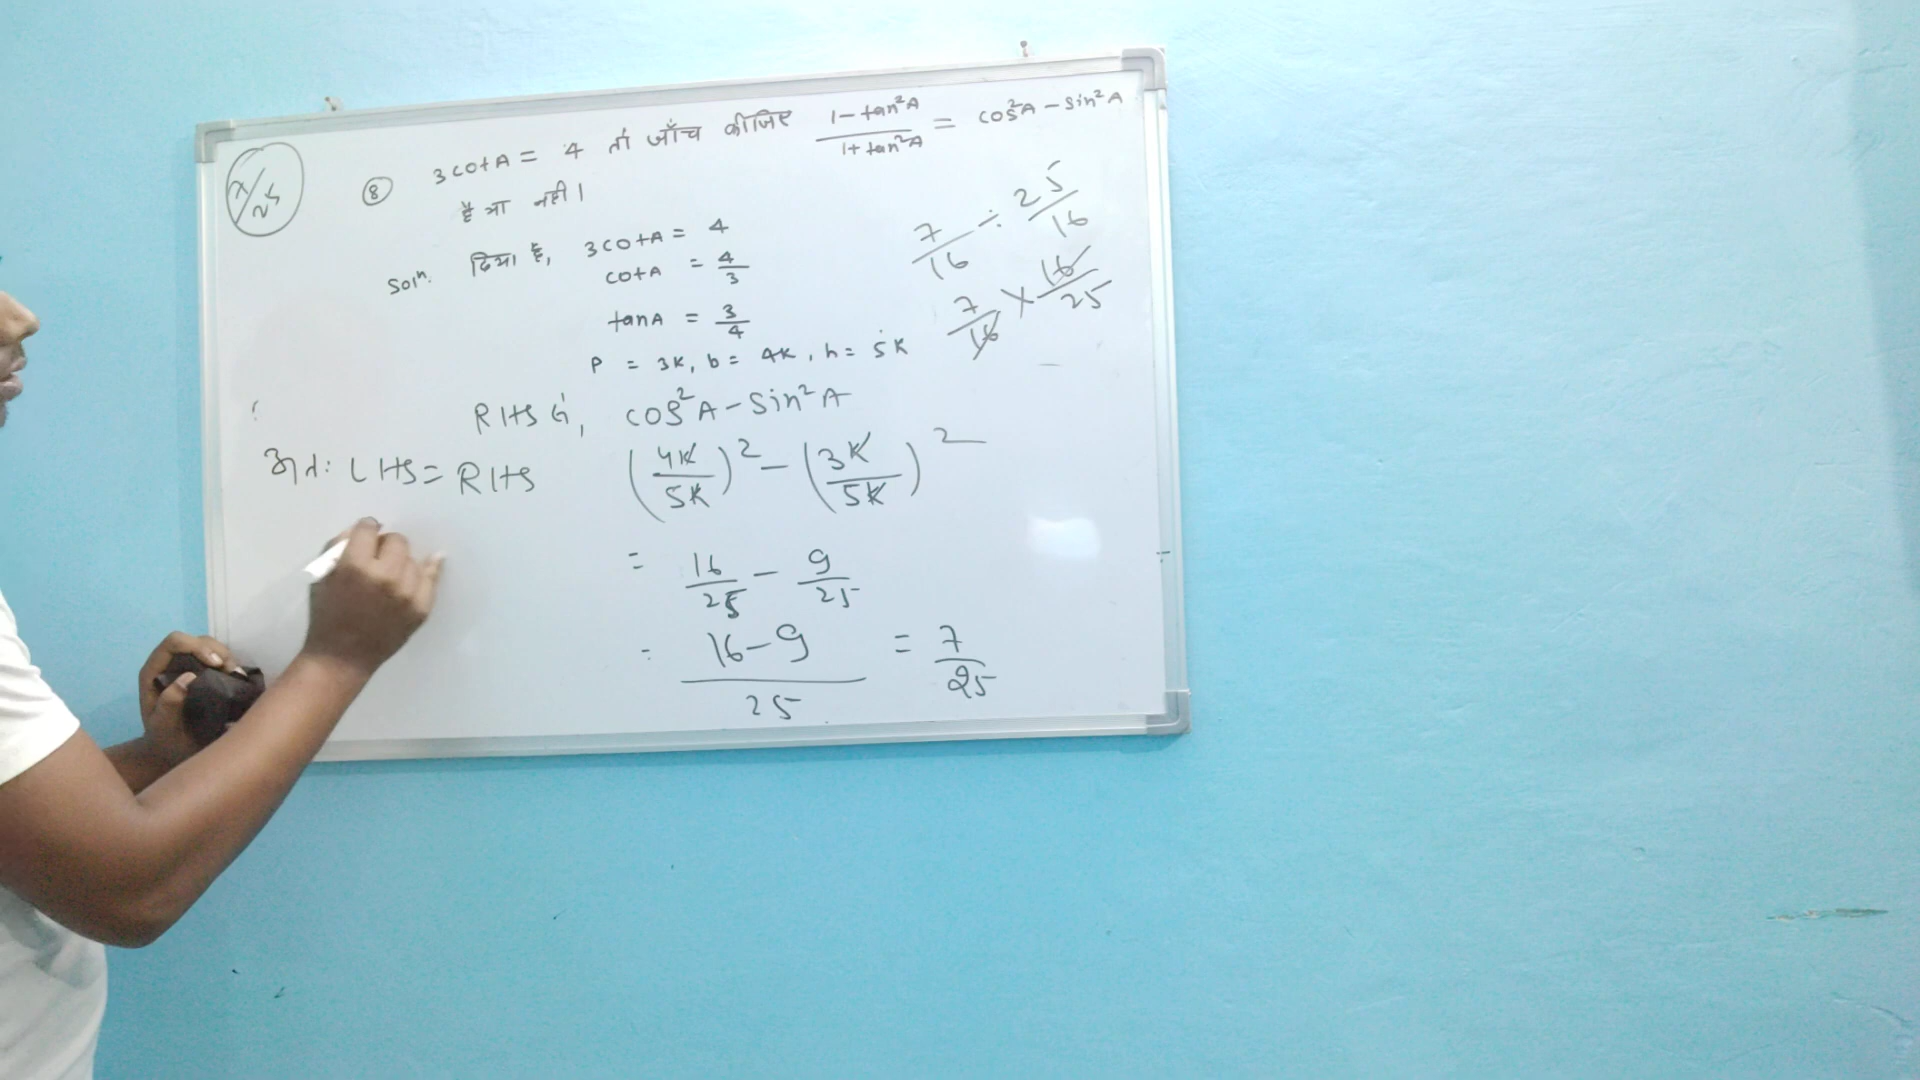 ⑧ 3cotA = 4 तो जाँच कीजिए (1 - tan²A)/(1 + tan²A) = cos²A - sin²A
है या नहीं।
Soln. दिया है, 3cotA = 4
cotA = 4/3
tanA = 3/4
P = 3K, b = 4K, h = 5K
7/16 ÷ 25/16
7/16 × 16/25
RHS में, cos²A - Sin²A
(4K/5K)² - (3K/5K)²
अतः LHS = RHS
= 16/25 - 9/25
= (16-9)/25 = 7/25